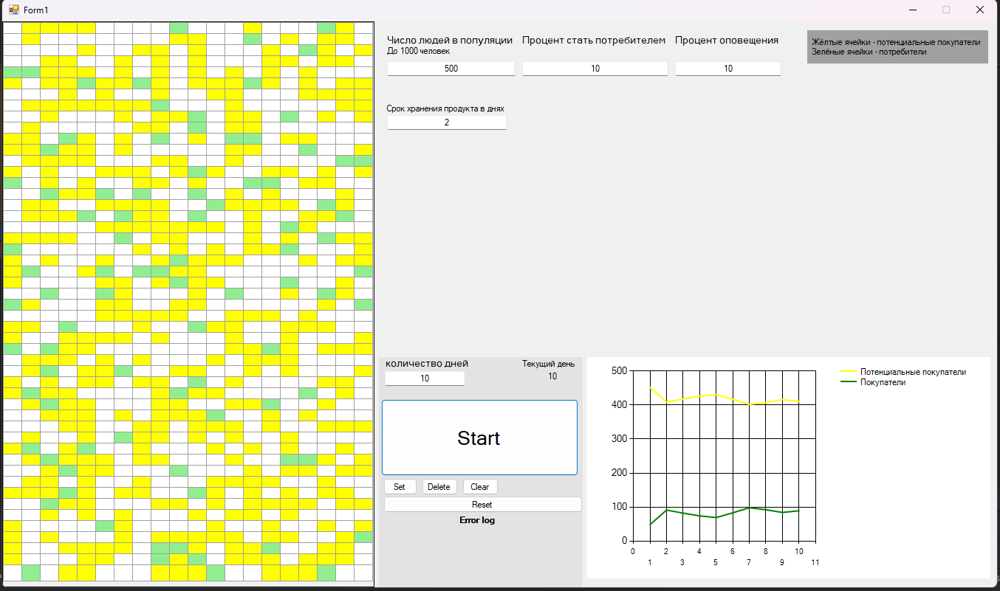 Form1
Число людей в популяции
До 1000 человек
500
Процент стать потребителем
10
Процент оповещения
10
Жёлтые ячейки - потенциальные покупатели
Зелёные ячейки - потребители
Срок хранения продукта в днях
2
количество дней
10
Текущий день
10
Start
Set Delete Clear
Reset
Error log
500
400
300
200
100
0
0 2 4 6 8 10
1 3 5 7 9 11
Потенциальные покупатели
Покупатели